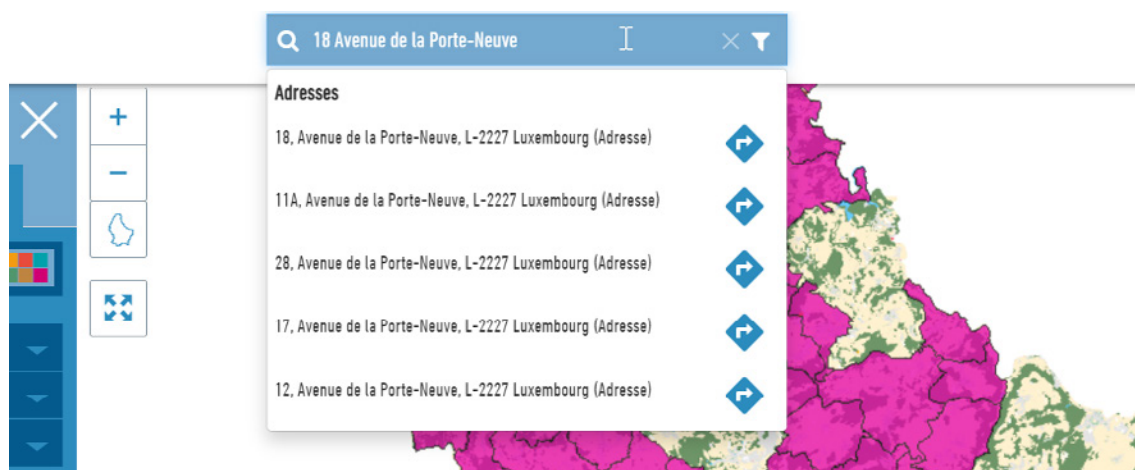 18 Avenue de la Porte-Neuve
Adresses
18, Avenue de la Porte-Neuve, L-2227 Luxembourg (Adresse)
11A, Avenue de la Porte-Neuve, L-2227 Luxembourg (Adresse)
28, Avenue de la Porte-Neuve, L-2227 Luxembourg (Adresse)
17, Avenue de la Porte-Neuve, L-2227 Luxembourg (Adresse)
12, Avenue de la Porte-Neuve, L-2227 Luxembourg (Adresse)